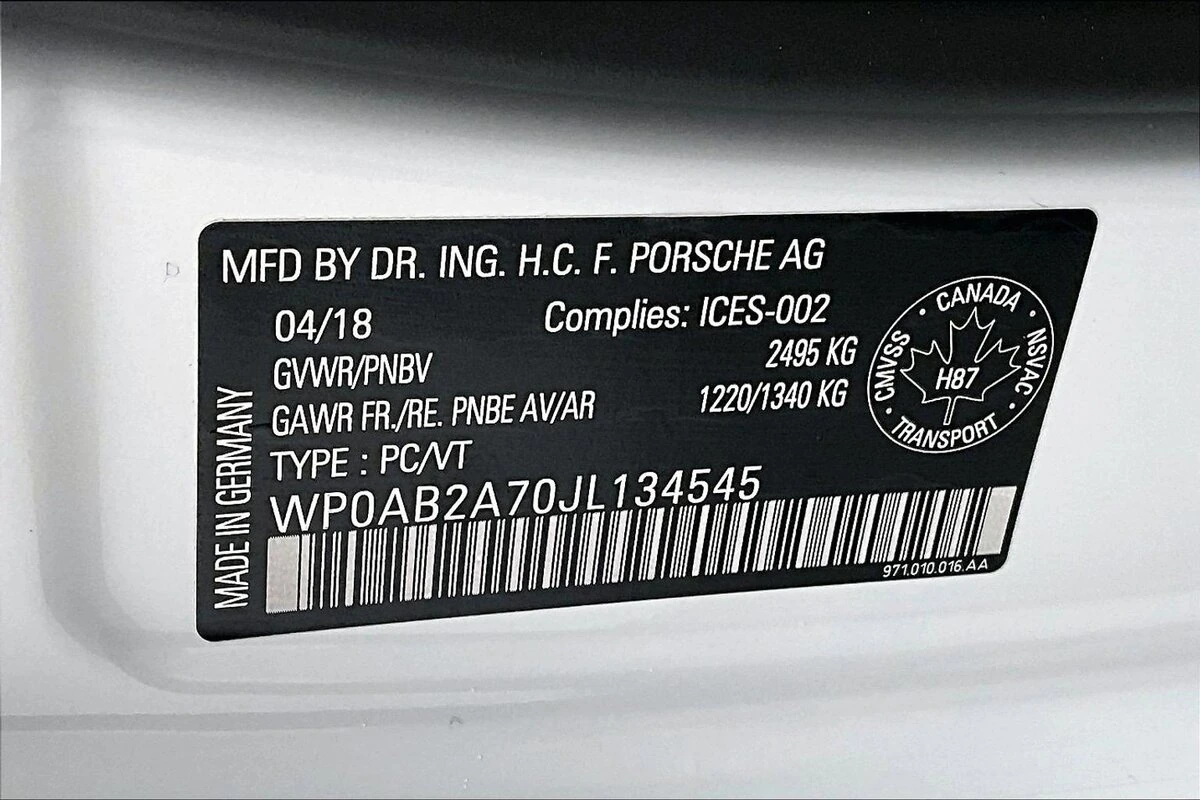 MFD BY DR. ING. H.C. F. PORSCHE AG
04/18 Complies: ICES-002
GVWR/PNBV 2495 KG
GAWR FR./RE. PNBE AV/AR 1220/1340 KG
TYPE : PC/VT
WP0AB2A70JL134545
971.010.016.AA
MADE IN GERMANY
CANADA
CMVSS
NSVAC
H87
TRANSPORT